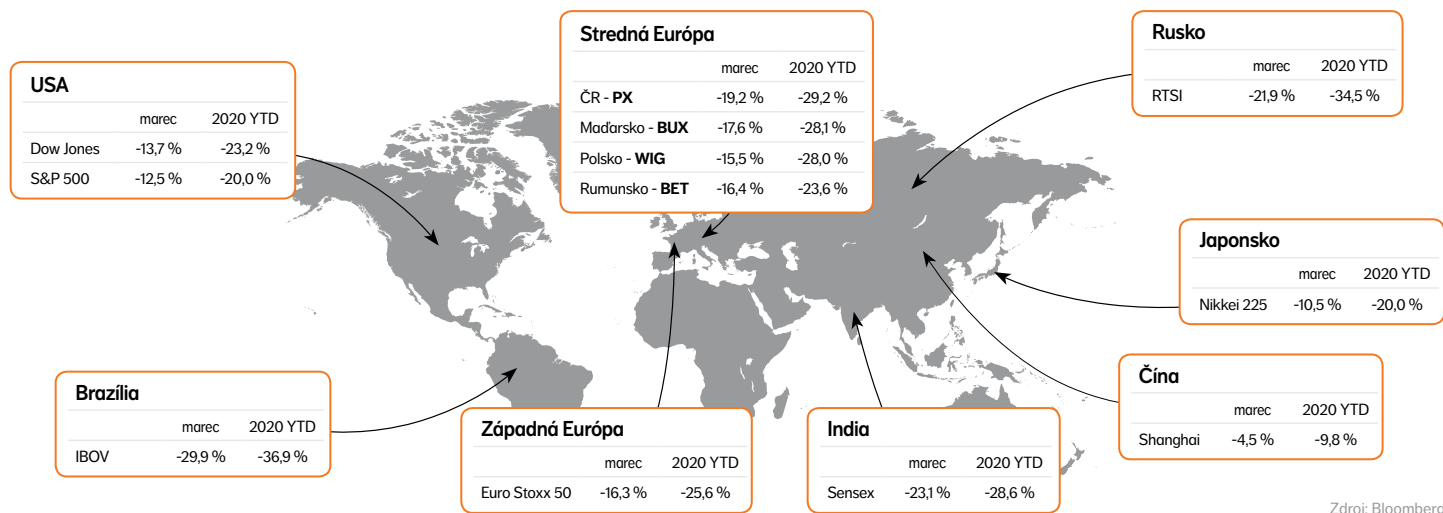 USA
marec 2020 YTD
Dow Jones -13,7 % -23,2 %
S&P 500 -12,5 % -20,0 %
Stredná Európa
marec 2020 YTD
ČR - PX -19,2 % -29,2 %
Maďarsko - BUX -17,6 % -28,1 %
Polsko - WIG -15,5 % -28,0 %
Rumunsko - BET -16,4 % -23,6 %
Rusko
marec 2020 YTD
RTSI -21,9 % -34,5 %
Japonsko
marec 2020 YTD
Nikkei 225 -10,5 % -20,0 %
Brazília
marec 2020 YTD
IBOV -29,9 % -36,9 %
Západná Európa
marec 2020 YTD
Euro Stoxx 50 -16,3 % -25,6 %
India
marec 2020 YTD
Sensex -23,1 % -28,6 %
Čína
marec 2020 YTD
Shanghai -4,5 % -9,8 %
Zdroj: Bloomberg